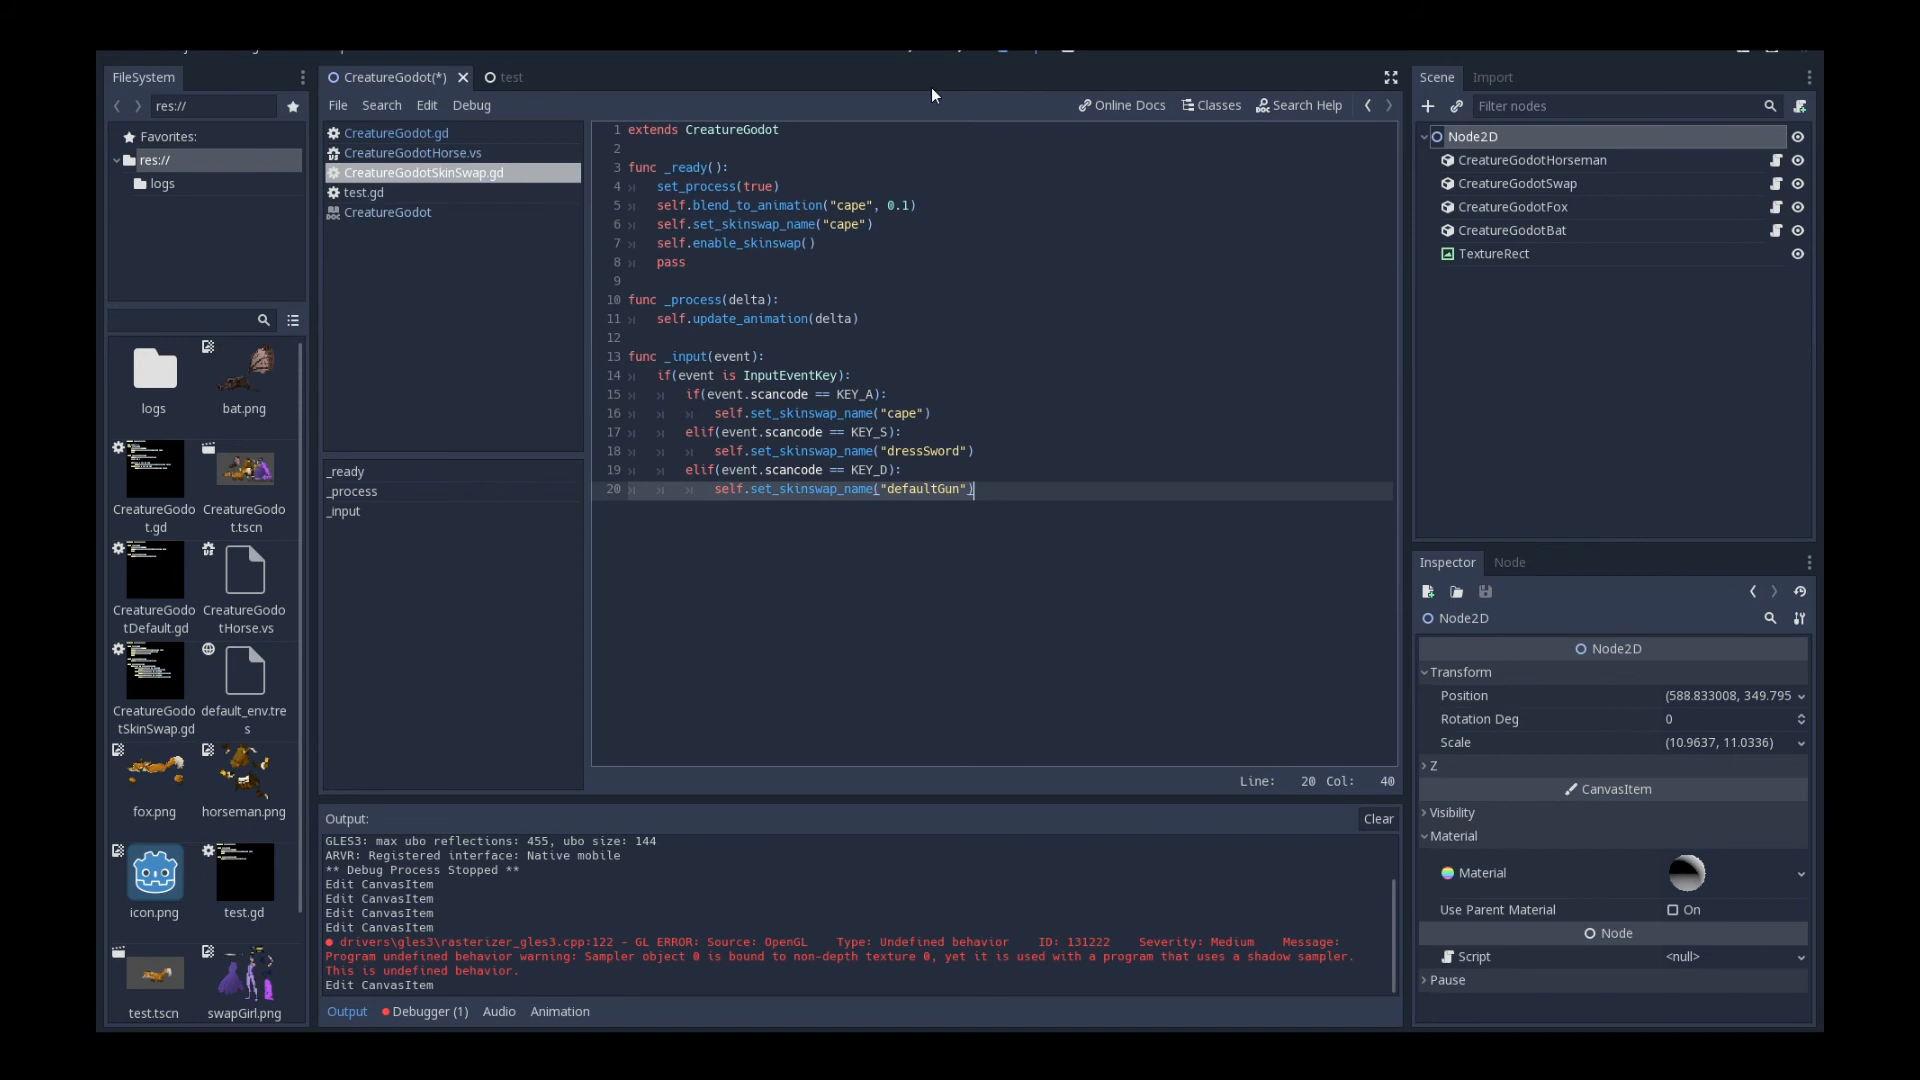 FileSystem
res://
Favorites:
res://
logs
logs
bat.png
CreatureGodo
t.gd
CreatureGodo
t.tscn
CreatureGodo
tDefault.gd
CreatureGodo
tHorse.vs
CreatureGodo
tSkinSwap.gd
default_env.tre
s
fox.png
horseman.png
icon.png
test.gd
test.tscn
swapGirl.png
CreatureGodot(*)
test
File Search Edit Debug
Online Docs Classes Search Help
CreatureGodot.gd
CreatureGodotHorse.vs
CreatureGodotSkinSwap.gd
test.gd
CreatureGodot
_ready
_process
_input
1 extends CreatureGodot
2
3 func _ready():
4 set_process(true)
5 self.blend_to_animation("cape", 0.1)
6 self.set_skinswap_name("cape")
7 self.enable_skinswap()
8 pass
9
10 func _process(delta):
11 self.update_animation(delta)
12
13 func _input(event):
14 if(event is InputEventKey):
15 if(event.scancode == KEY_A):
16 self.set_skinswap_name("cape")
17 elif(event.scancode == KEY_S):
18 self.set_skinswap_name("dressSword")
19 elif(event.scancode == KEY_D):
20 self.set_skinswap_name("defaultGun")
Line: 20 Col: 40
Output:
Clear
GLES3: max ubo reflections: 455, ubo size: 144
ARVR: Registered interface: Native mobile
** Debug Process Stopped **
Edit CanvasItem
Edit CanvasItem
Edit CanvasItem
Edit CanvasItem
drivers\gles3\rasterizer_gles3.cpp:122 - GL ERROR: Source: OpenGL Type: Undefined behavior ID: 131222 Severity: Medium Message:
Program undefined behavior warning: Sampler object 0 is bound to non-depth texture 0, yet it is used with a program that uses a shadow sampler.
This is undefined behavior.
Edit CanvasItem
Output Debugger (1) Audio Animation
Scene Import
Filter nodes
Node2D
CreatureGodotHorseman
CreatureGodotSwap
CreatureGodotFox
CreatureGodotBat
TextureRect
Inspector Node
Node2D
Node2D
Transform
Position (588.833008, 349.795
Rotation Deg 0
Scale (10.9637, 11.0336)
Z
CanvasItem
Visibility
Material
Material
Use Parent Material On
Node
Script <null>
Pause